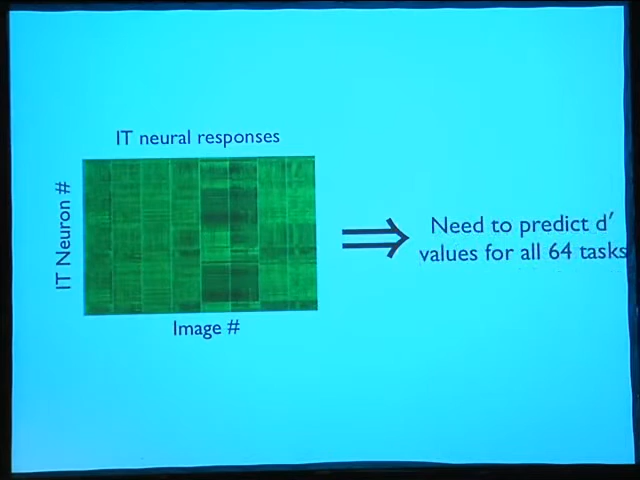 IT neural responses
IT Neuron #
Need to predict d′
values for all 64 tasks
Image #